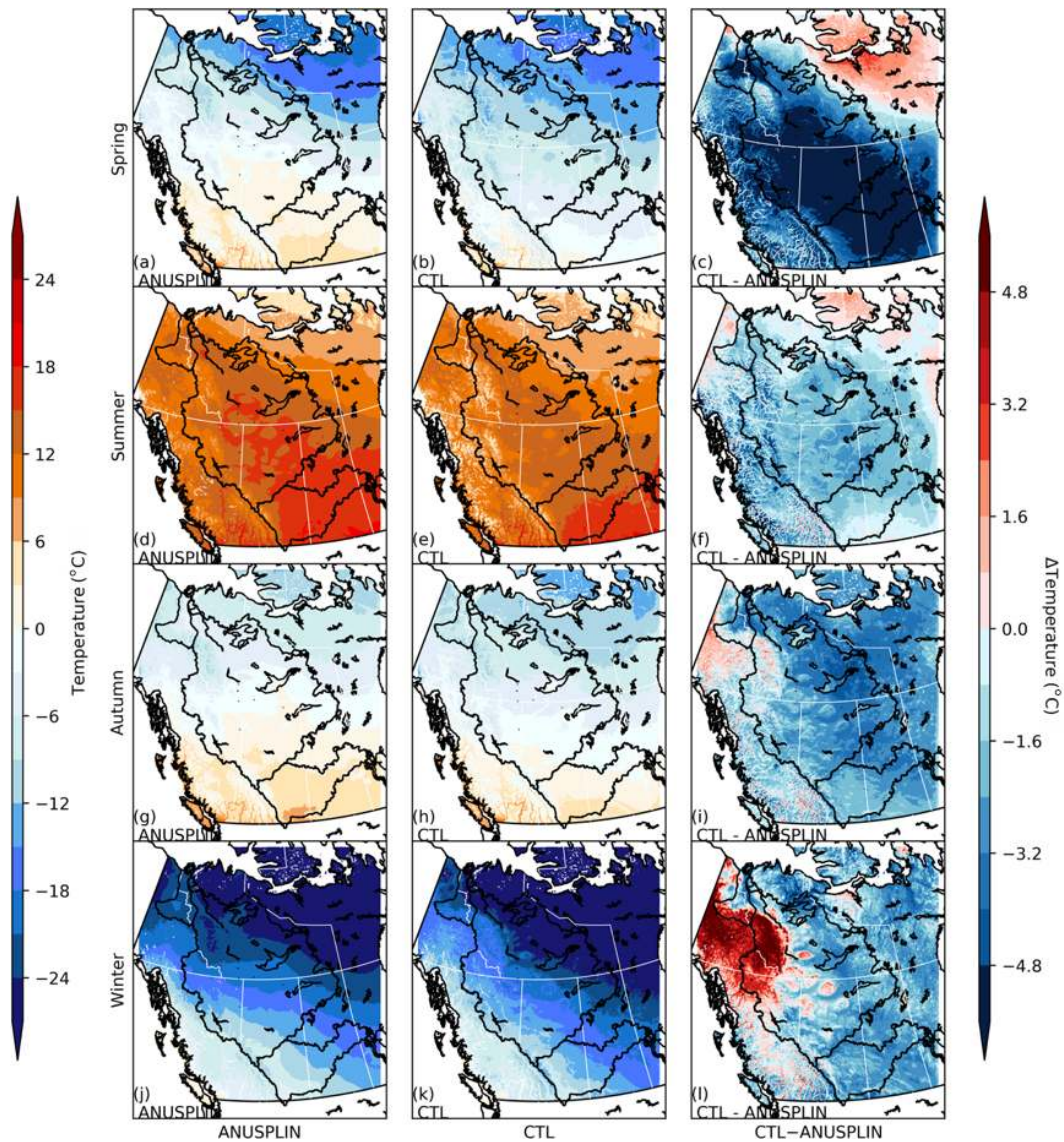 Spring
(a)
ANUSPLIN
(b)
CTL
(c)
CTL - ANUSPLIN
Summer
(d)
ANUSPLIN
(e)
CTL
(f)
CTL - ANUSPLIN
Autumn
(g)
ANUSPLIN
(h)
CTL
(i)
CTL - ANUSPLIN
Winter
(j)
ANUSPLIN
(k)
CTL
(l)
CTL - ANUSPLIN
ANUSPLIN
CTL
CTL−ANUSPLIN
24
18
12
6
0
−6
−12
−18
−24
Temperature (°C)
4.8
3.2
1.6
0.0
−1.6
−3.2
−4.8
ΔTemperature (°C)